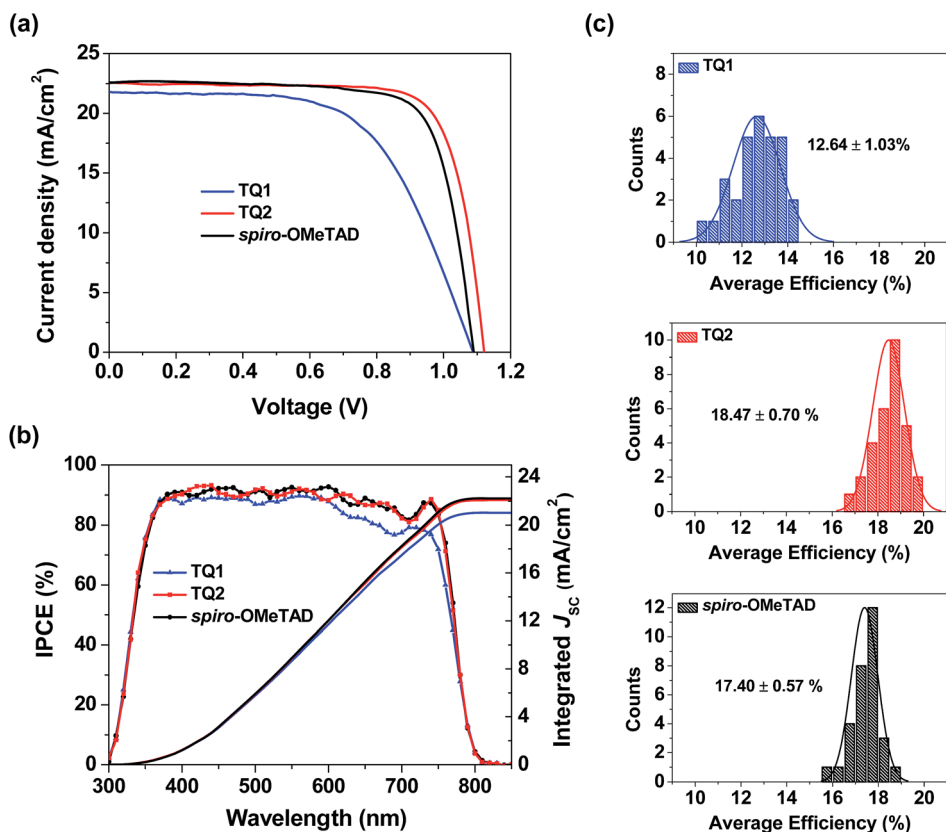 (a)
25
20
15
10
5
0
Current density (mA/cm²)
TQ1
TQ2
spiro-OMeTAD
0.0 0.2 0.4 0.6 0.8 1.0 1.2
Voltage (V)
(b)
100
80
60
40
20
0
IPCE (%)
TQ1
TQ2
spiro-OMeTAD
24
20
16
12
8
4
0
Integrated JSC (mA/cm²)
300 400 500 600 700 800
Wavelength (nm)
(c)
8
6
4
2
0
Counts
TQ1
12.64 ± 1.03%
10 12 14 16 18 20
Average Efficiency (%)
10
8
6
4
2
0
Counts
TQ2
18.47 ± 0.70 %
10 12 14 16 18 20
Average Efficiency (%)
12
10
8
6
4
2
0
Counts
spiro-OMeTAD
17.40 ± 0.57 %
10 12 14 16 18 20
Average Efficiency (%)